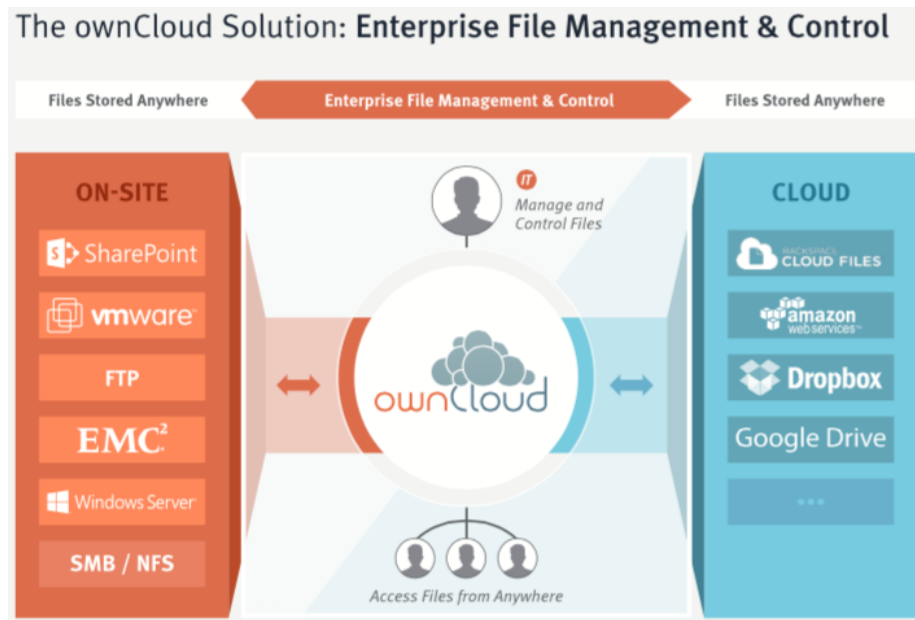 The ownCloud Solution: Enterprise File Management & Control
Files Stored Anywhere
Enterprise File Management & Control
Files Stored Anywhere
ON-SITE
SharePoint
vmware
FTP
EMC²
Windows Server
SMB / NFS
IT
Manage and
Control Files
ownCloud
Access Files from Anywhere
CLOUD
RACKSPACE
CLOUD FILES
amazon
webservices™
Dropbox
Google Drive
...